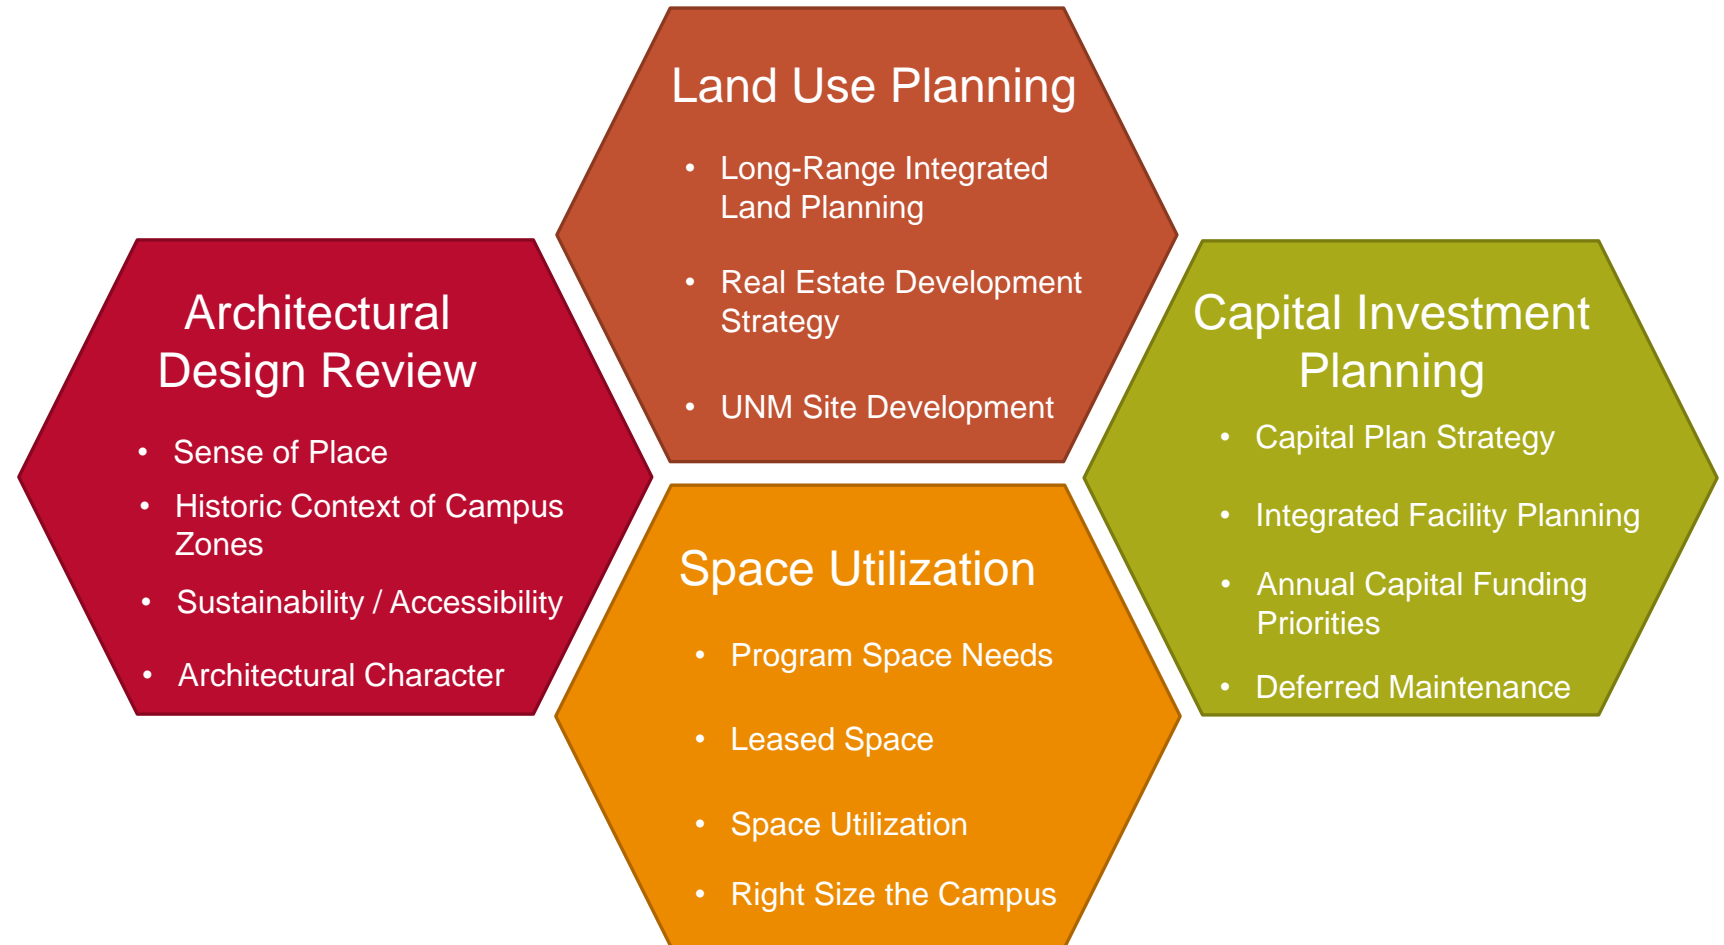 Land Use Planning
• Long-Range Integrated
Land Planning
• Real Estate Development
Strategy
• UNM Site Development
Architectural
Design Review
• Sense of Place
• Historic Context of Campus
Zones
• Sustainability / Accessibility
• Architectural Character
Capital Investment
Planning
• Capital Plan Strategy
• Integrated Facility Planning
• Annual Capital Funding
Priorities
• Deferred Maintenance
Space Utilization
• Program Space Needs
• Leased Space
• Space Utilization
• Right Size the Campus